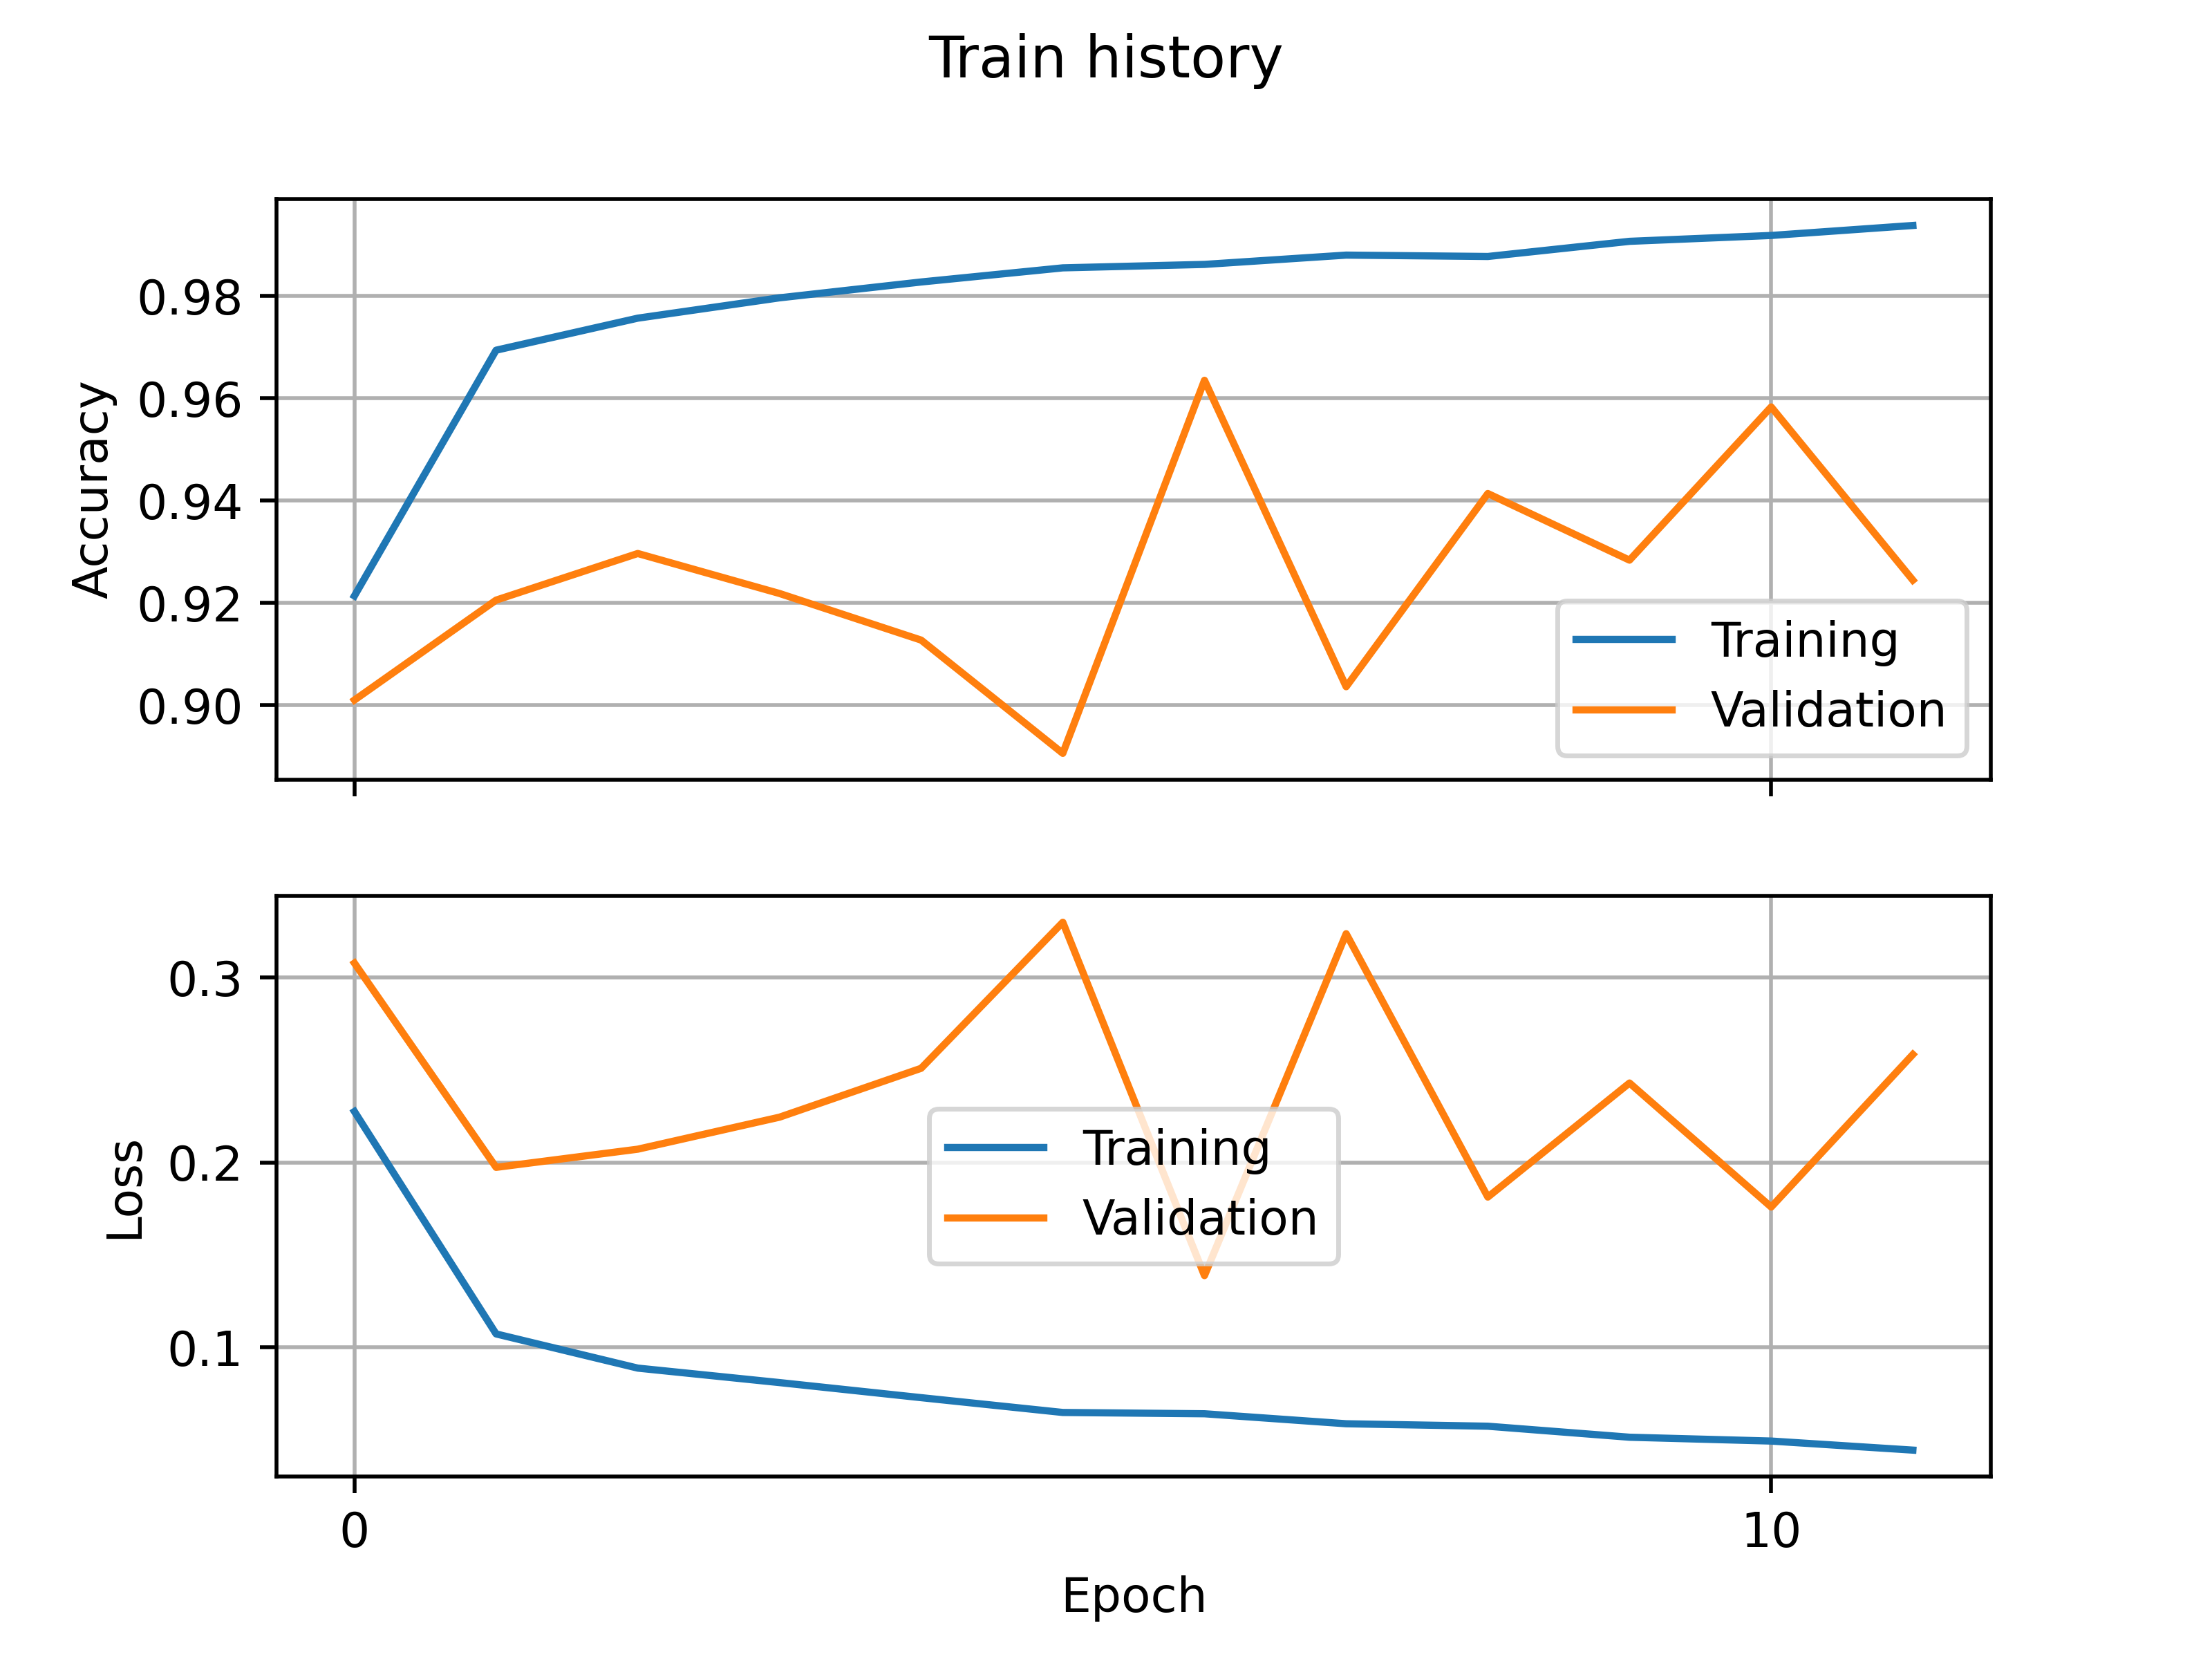 Train history
Accuracy
0.98
0.96
0.94
0.92
0.90
Training
Validation
Loss
0.3
0.2
0.1
Training
Validation
0
10
Epoch